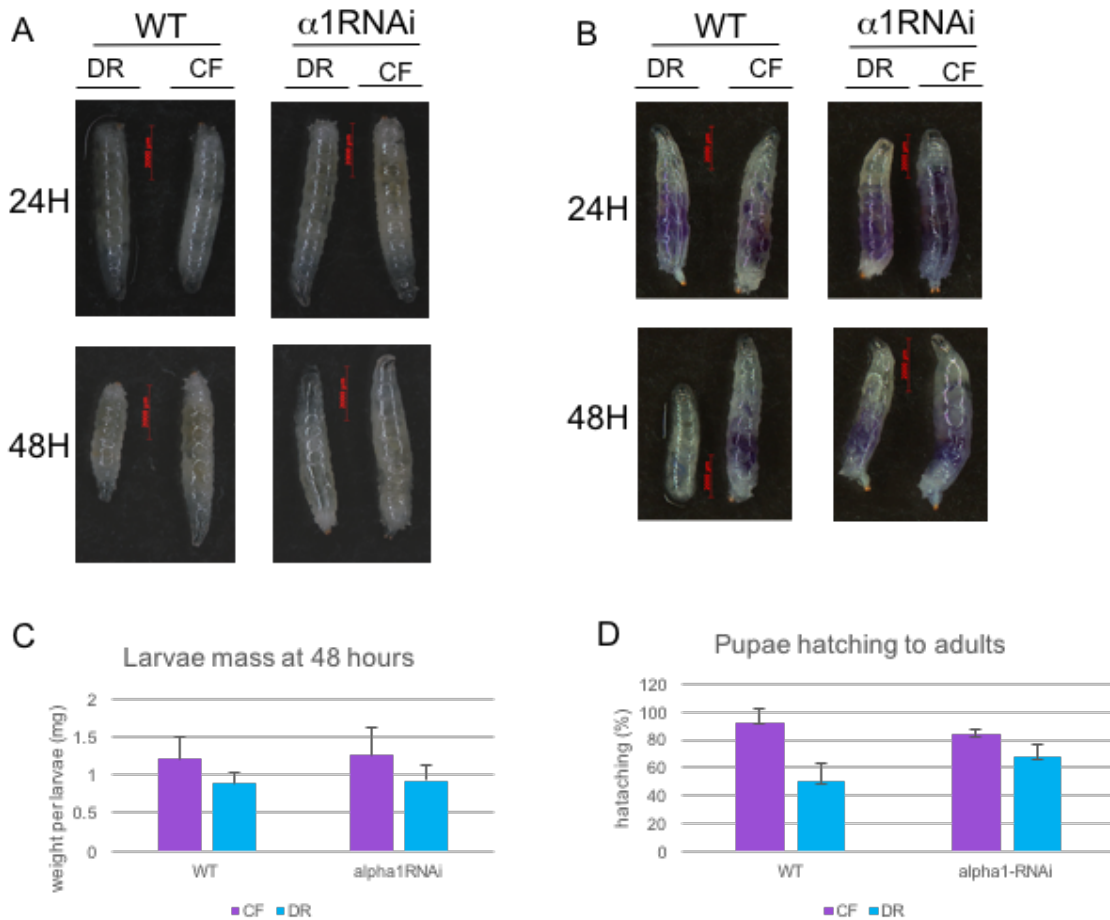 A
WT
α1RNAi
DR
CF
DR
CF
24H
48H
B
WT
α1RNAi
DR
CF
DR
CF
24H
48H
C
Larvae mass at 48 hours
weight per larvae (mg)
2
1.5
1
0.5
0
WT
alpha1RNAi
CF
DR
D
Pupae hatching to adults
hataching (%)
120
100
80
60
40
20
0
WT
alpha1-RNAi
CF
DR